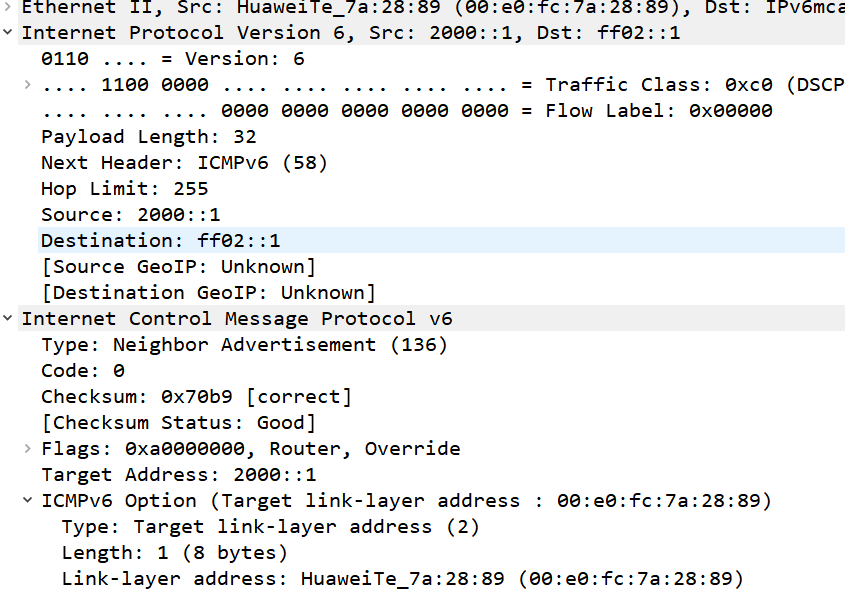 Ethernet II, Src: HuaweiTe_7a:28:89 (00:e0:fc:7a:28:89), Dst: IPv6mca
Internet Protocol Version 6, Src: 2000::1, Dst: ff02::1
0110 .... = Version: 6
.... 1100 0000 .... .... .... .... .... = Traffic Class: 0xc0 (DSCP
.... .... .... 0000 0000 0000 0000 0000 = Flow Label: 0x00000
Payload Length: 32
Next Header: ICMPv6 (58)
Hop Limit: 255
Source: 2000::1
Destination: ff02::1
[Source GeoIP: Unknown]
[Destination GeoIP: Unknown]
Internet Control Message Protocol v6
Type: Neighbor Advertisement (136)
Code: 0
Checksum: 0x70b9 [correct]
[Checksum Status: Good]
Flags: 0xa0000000, Router, Override
Target Address: 2000::1
ICMPv6 Option (Target link-layer address : 00:e0:fc:7a:28:89)
Type: Target link-layer address (2)
Length: 1 (8 bytes)
Link-layer address: HuaweiTe_7a:28:89 (00:e0:fc:7a:28:89)